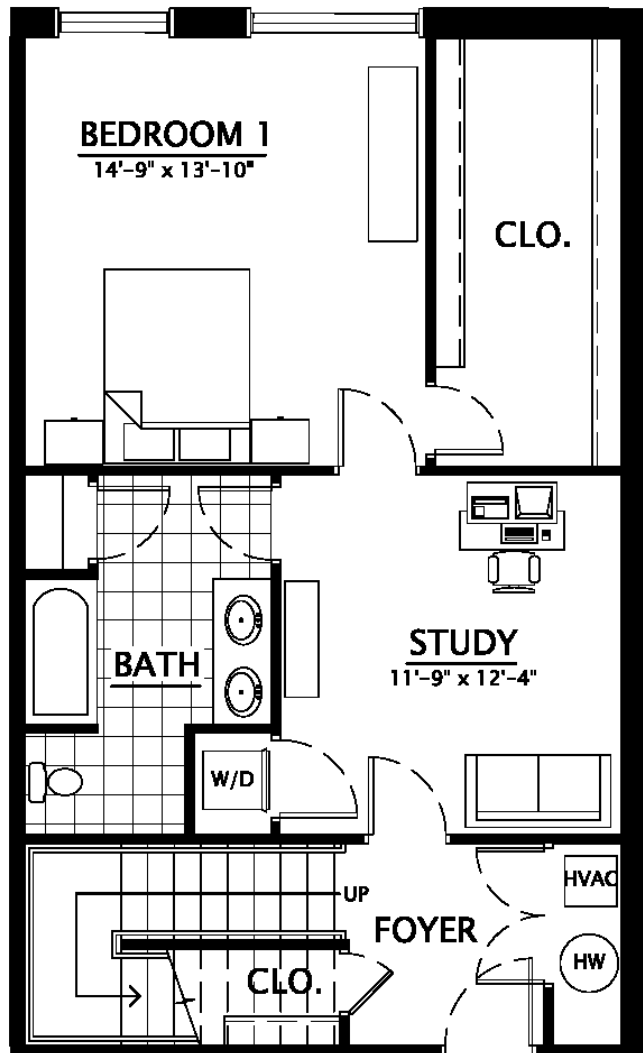 BEDROOM 1
14'-9" x 13'-10"
CLO.
BATH
STUDY
11'-9" x 12'-4"
W/D
UP
HVAC
FOYER
HW
CLO.